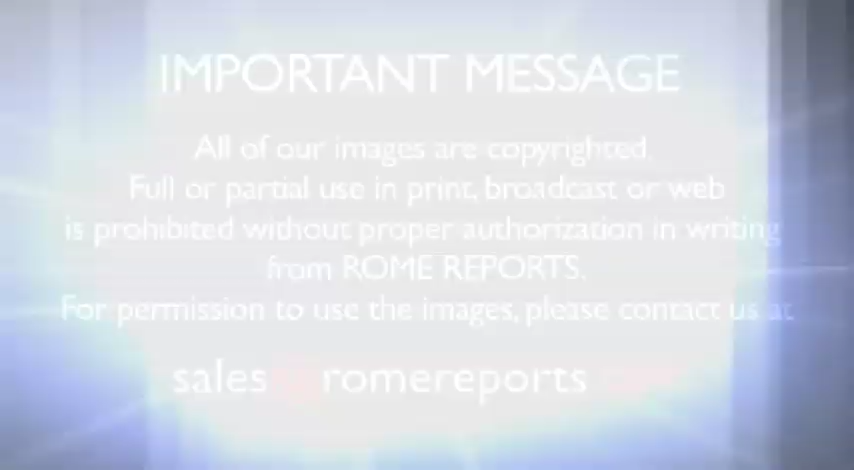 IMPORTANT MESSAGE
All of our images are copyrighted.
Full or partial use in print, broadcast or web
is prohibited without proper authorization in writing
from ROME REPORTS.
For permission to use the images, please contact us at
sales romereports